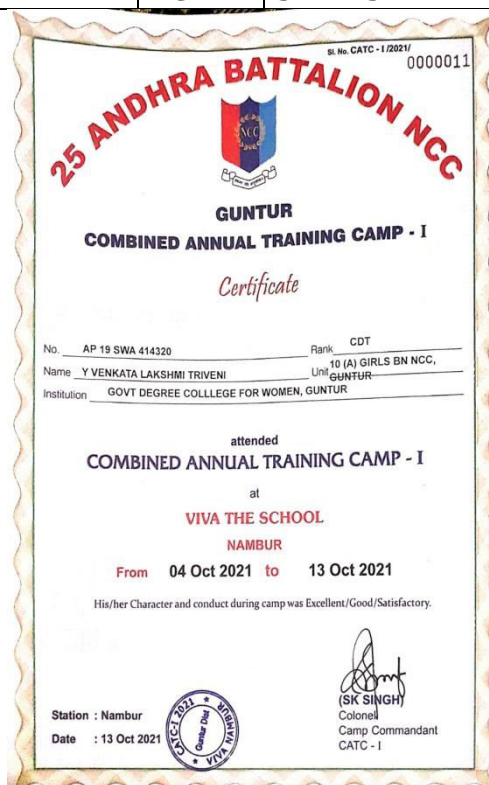 Sl. No. CATC - I /2021/
0000011
25 ANDHRA BATTALION NCC
NCC
GUNTUR
COMBINED ANNUAL TRAINING CAMP - I
Certificate
No. AP 19 SWA 414320 Rank CDT
Name Y VENKATA LAKSHMI TRIVENI Unit 10 (A) GIRLS BN NCC, GUNTUR
Institution GOVT DEGREE COLLLEGE FOR WOMEN, GUNTUR
attended
COMBINED ANNUAL TRAINING CAMP - I
at
VIVA THE SCHOOL
NAMBUR
From 04 Oct 2021 to 13 Oct 2021
His/her Character and conduct during camp was Excellent/Good/Satisfactory.
(SK SINGH)
Colonel
Camp Commandant
CATC - I
Station : Nambur
Date : 13 Oct 2021
CATC-I 2021 * VIVA NAMBUR *
Guntur Dist